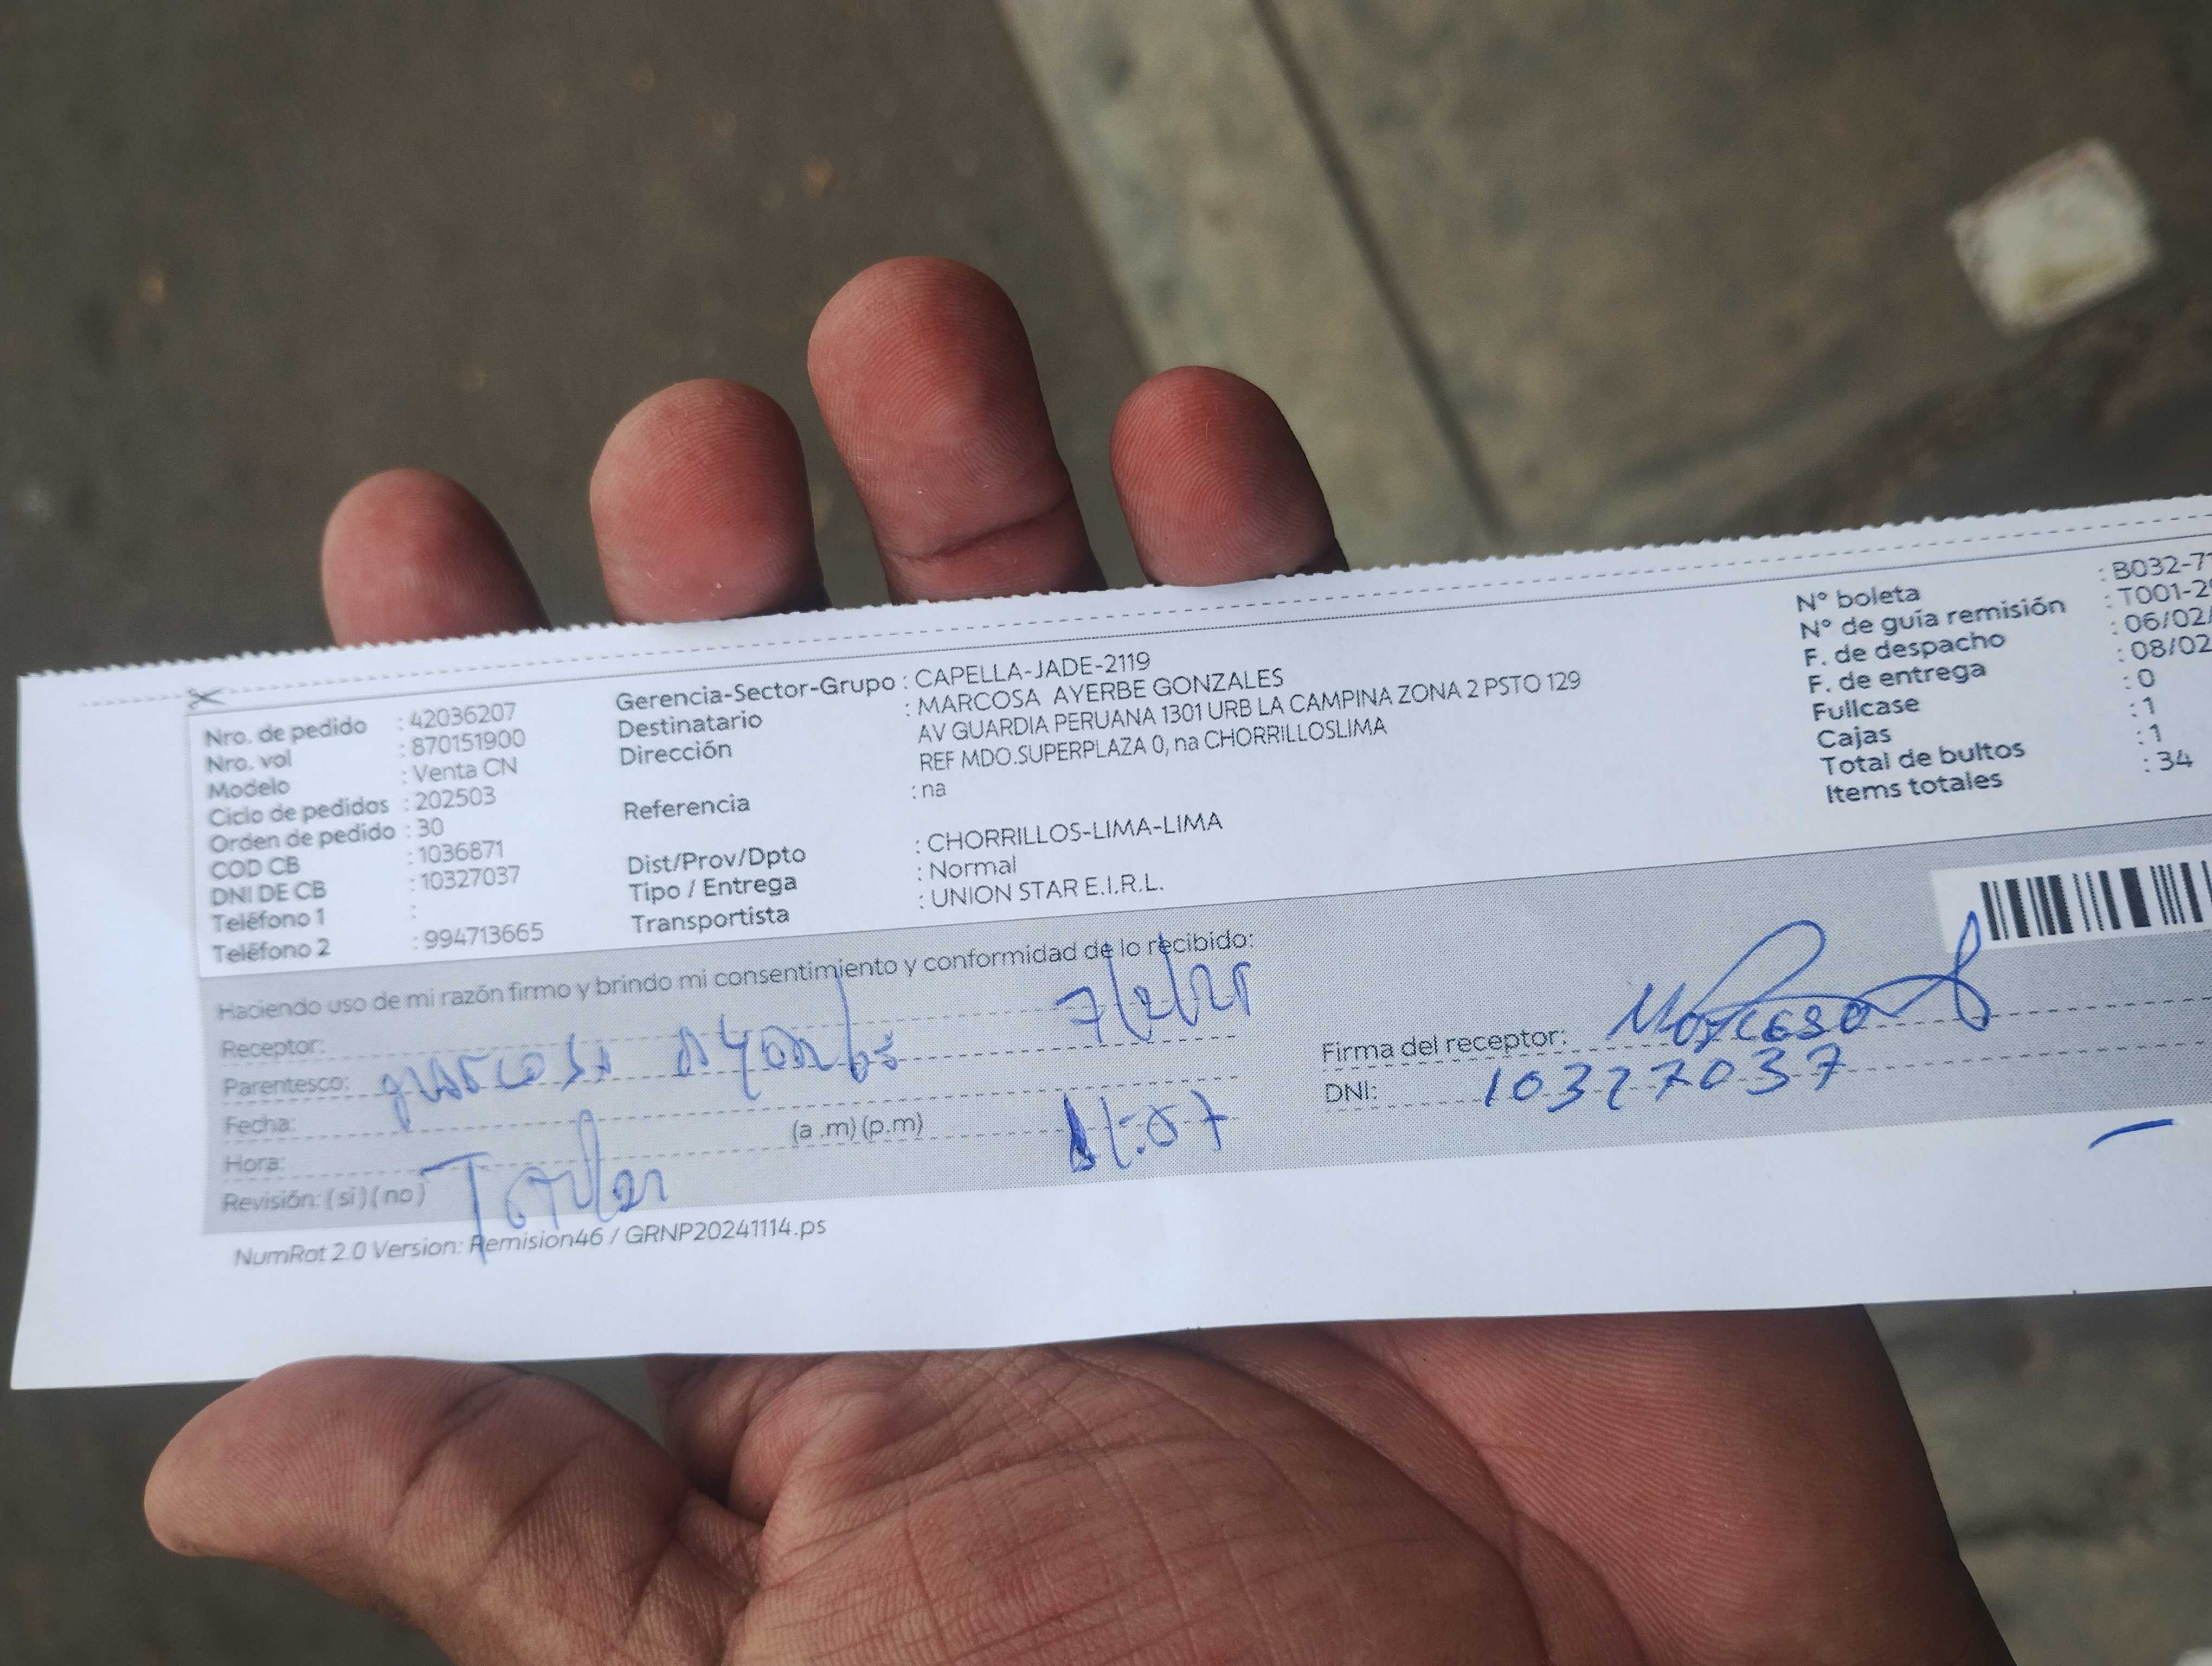 Nro. de pedido : 42036207
Nro. vol : 870151900
Modelo : Venta CN
Ciclo de pedidos : 202503
Orden de pedido : 30
COD CB : 1036871
DNI DE CB : 10327037
Teléfono 1 :
Teléfono 2 : 994713665
Gerencia-Sector-Grupo : CAPELLA-JADE-2119
Destinatario : MARCOSA AYERBE GONZALES
Dirección AV GUARDIA PERUANA 1301 URB LA CAMPINA ZONA 2 PSTO 129
REF MDO.SUPERPLAZA 0, na CHORRILLOSLIMA
Referencia : na
Dist/Prov/Dpto : CHORRILLOS-LIMA-LIMA
Tipo / Entrega : Normal
Transportista : UNION STAR E.I.R.L.
N° boleta : B032-7
N° de guía remisión : T001-2
F. de despacho : 06/02/
F. de entrega : 08/02
Fullcase : 0
Cajas : 1
Total de bultos : 1
Items totales : 34
Haciendo uso de mi razón firmo y brindo mi consentimiento y conformidad de lo recibido:
Receptor:
Parentesco:
Fecha: 7/2/25
Hora: (a .m) (p.m) 11:07
Revisión: ( si ) ( no )
Firma del receptor:
DNI: 10327037
NumRot 2.0 Version: Remision46 / GRNP20241114.ps